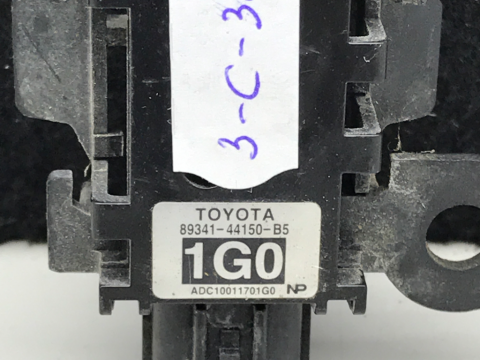 3-C-3
TOYOTA
89341-44150-B5
1G0
ADC10011701G0 NP